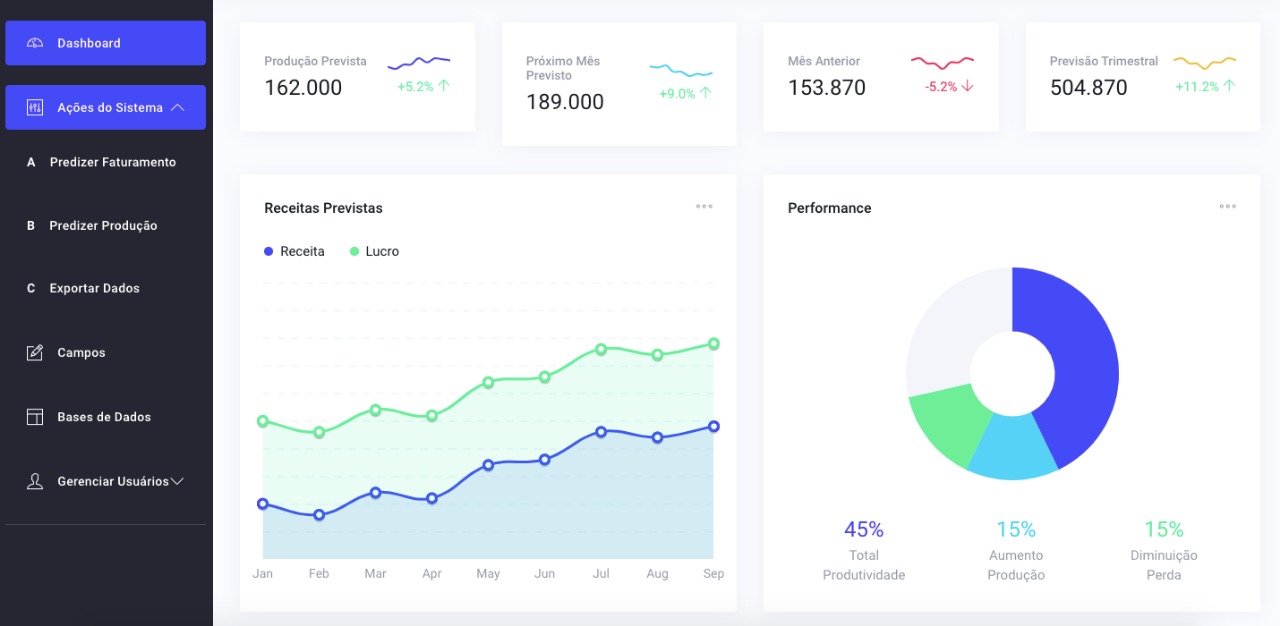 Dashboard
Ações do Sistema
A Predizer Faturamento
B Predizer Produção
C Exportar Dados
Campos
Bases de Dados
Gerenciar Usuários
Produção Prevista
162.000
+5.2%
Próximo Mês
Previsto
189.000
+9.0%
Mês Anterior
153.870
-5.2%
Previsão Trimestral
504.870
+11.2%
Receitas Previstas
Receita Lucro
Jan Feb Mar Apr May Jun Jul Aug Sep
Performance
45%
Total
Produtividade
15%
Aumento
Produção
15%
Diminuição
Perda